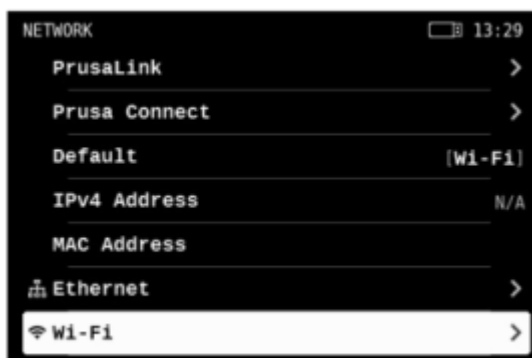 NETWORK 13:29
PrusaLink >
Prusa Connect >
Default [Wi-Fi]
IPv4 Address N/A
MAC Address
Ethernet >
Wi-Fi >